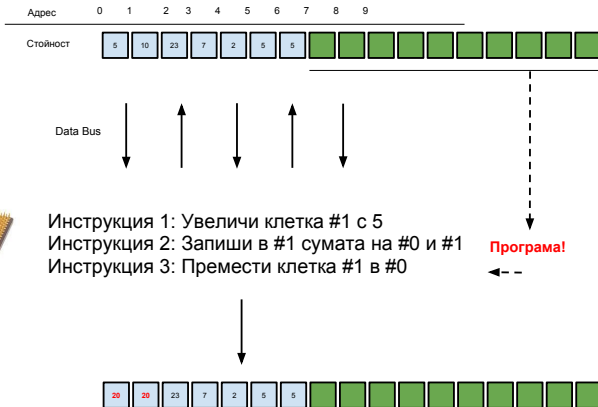 Адрес 0 1 2 3 4 5 6 7 8 9
Стойност 5 10 23 7 2 5 5
Data Bus
Инструкция 1: Увеличи клетка #1 с 5
Инструкция 2: Запиши в #1 сумата на #0 и #1
Инструкция 3: Премести клетка #1 в #0
Програма!
20 20 23 7 2 5 5